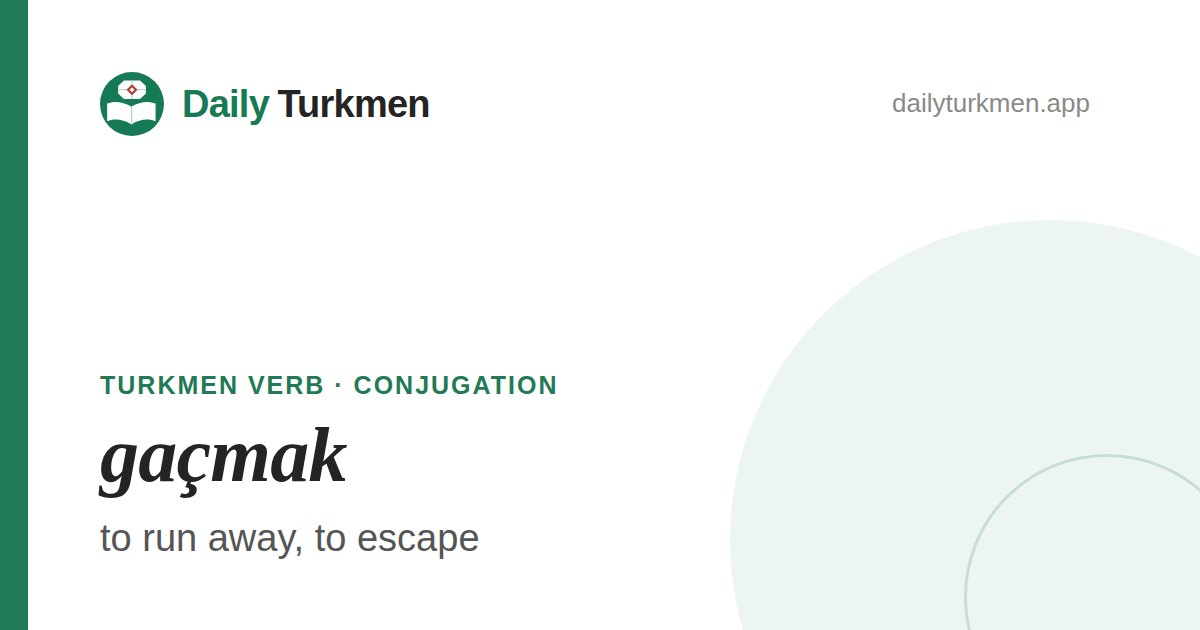 Daily Turkmen
dailyturkmen.app
TURKMEN VERB · CONJUGATION
gaçmak
to run away, to escape